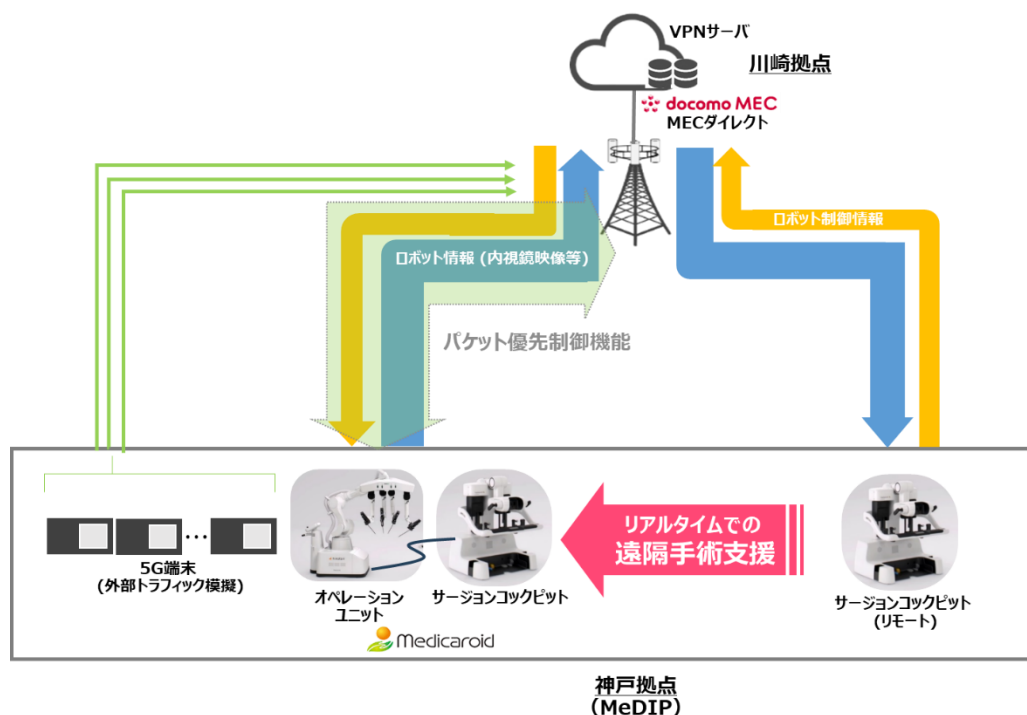 VPNサーバ
川崎拠点
docomo MEC
MECダイレクト
ロボット制御情報
ロボット情報 (内視鏡映像等)
パケット優先制御機能
リアルタイムでの
遠隔手術支援
5G端末
(外部トラフィック模擬)
オペレーション
ユニット
サージョンコックピット
サージョンコックピット
(リモート)
Medicaroid
神戸拠点
(MeDIP)